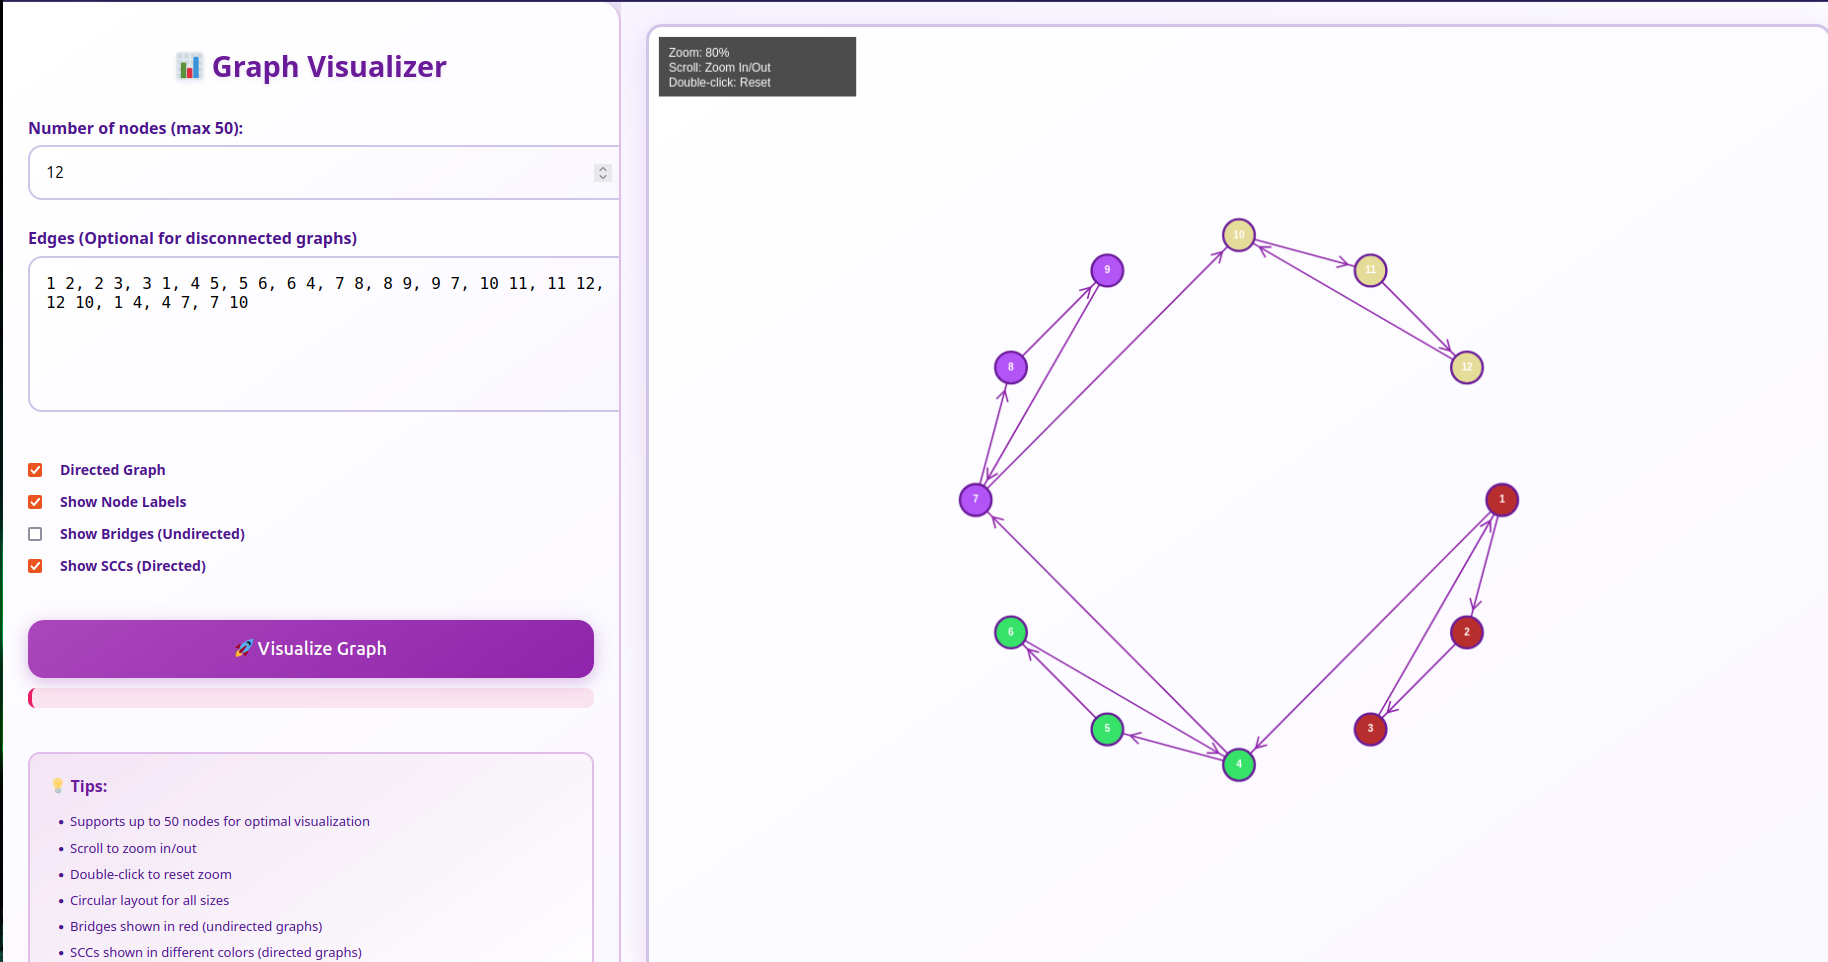 📊 Graph Visualizer
Number of nodes (max 50):
12
Edges (Optional for disconnected graphs)
1 2, 2 3, 3 1, 4 5, 5 6, 6 4, 7 8, 8 9, 9 7, 10 11, 11 12,
12 10, 1 4, 4 7, 7 10
Directed Graph
Show Node Labels
Show Bridges (Undirected)
Show SCCs (Directed)
🚀 Visualize Graph
💡 Tips:
• Supports up to 50 nodes for optimal visualization
• Scroll to zoom in/out
• Double-click to reset zoom
• Circular layout for all sizes
• Bridges shown in red (undirected graphs)
• SCCs shown in different colors (directed graphs)
Zoom: 80%
Scroll: Zoom In/Out
Double-click: Reset
10
9
11
8
12
7
1
6
2
5
3
4